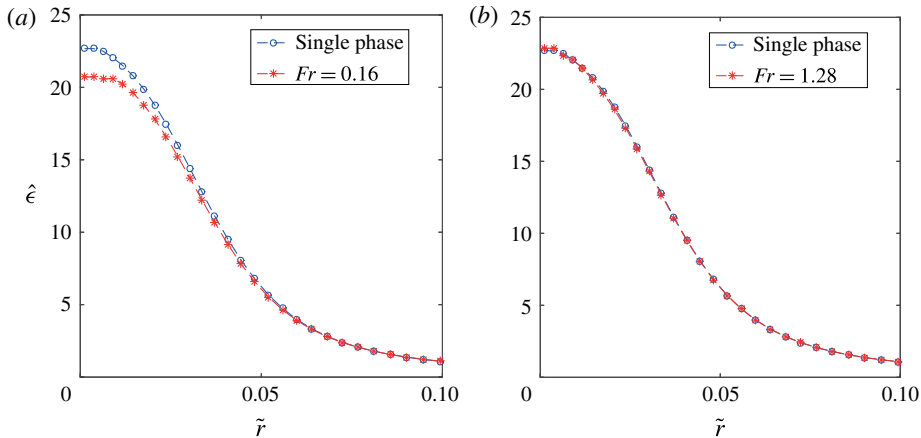 (a)
25
20
15
10
5
0
0.05
0.10
ϵ̂
r̃
Single phase
Fr = 0.16
(b)
25
20
15
10
5
0
0.05
0.10
r̃
Single phase
Fr = 1.28